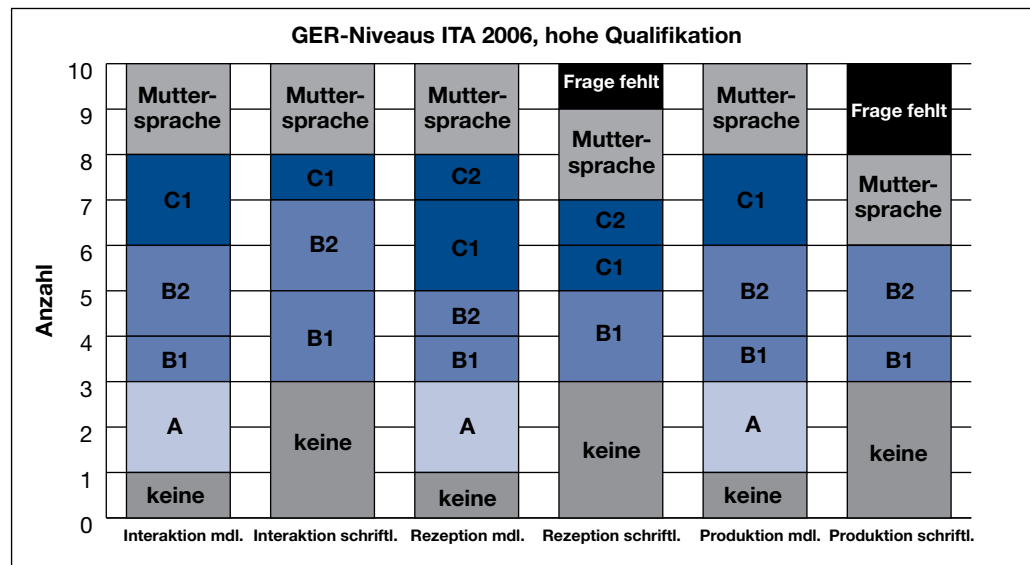 GER-Niveaus ITA 2006, hohe Qualifikation
Anzahl
10
9
8
7
6
5
4
3
2
1
0
Mutter-
sprache
C1
B2
B1
A
keine
Mutter-
sprache
C1
B2
B1
keine
Mutter-
sprache
C2
C1
B2
B1
A
keine
Frage fehlt
Mutter-
sprache
C2
C1
B1
keine
Mutter-
sprache
C1
B2
B1
A
keine
Frage fehlt
Mutter-
sprache
B2
B1
keine
Interaktion mdl. Interaktion schriftl. Rezeption mdl. Rezeption schriftl. Produktion mdl. Produktion schriftl.